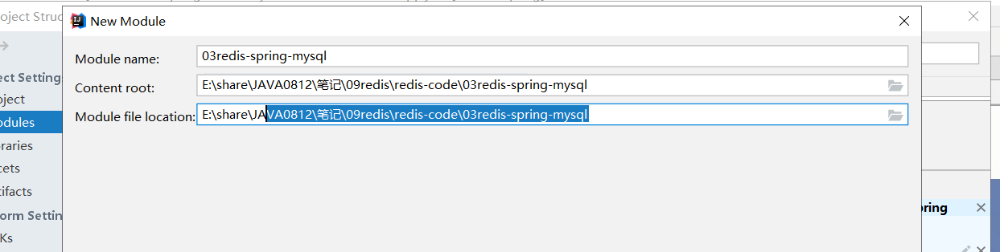 oject Struc
New Module
Module name:
03redis-spring-mysql
Content root:
E:\share\JAVA0812\笔记\09redis\redis-code\03redis-spring-mysql
Module file location:
E:\share\JAVA0812\笔记\09redis\redis-code\03redis-spring-mysql
ect Setting
oject
odules
raries
cets
tifacts
orm Settin
Ks
pring